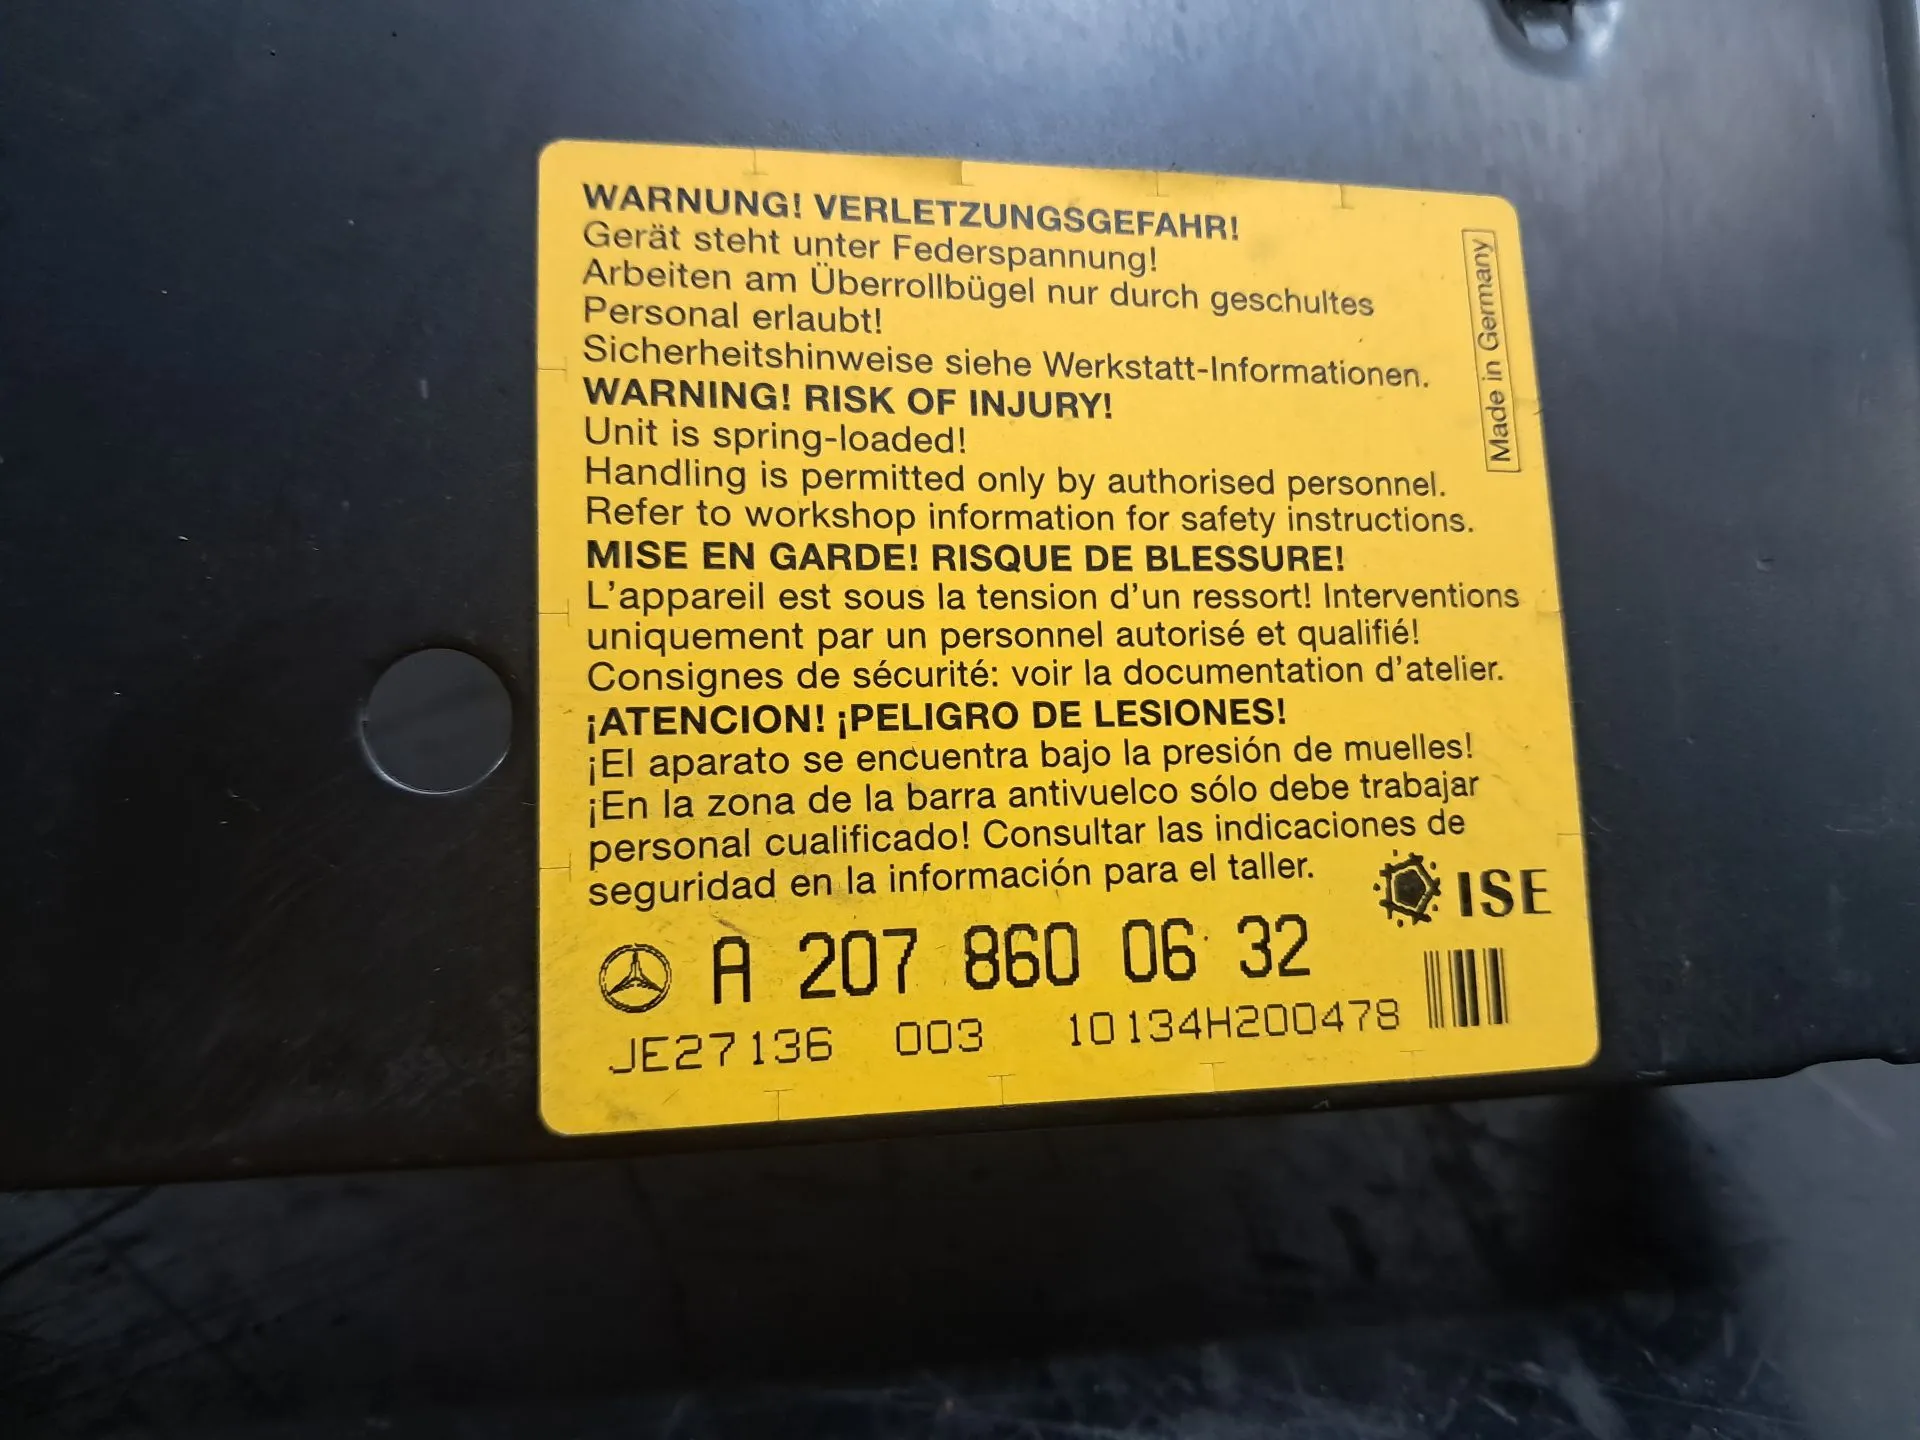 WARNUNG! VERLETZUNGSGEFAHR!
Gerät steht unter Federspannung!
Arbeiten am Überrollbügel nur durch geschultes
Personal erlaubt!
Sicherheitshinweise siehe Werkstatt-Informationen.
WARNING! RISK OF INJURY!
Unit is spring-loaded!
Handling is permitted only by authorised personnel.
Refer to workshop information for safety instructions.
MISE EN GARDE! RISQUE DE BLESSURE!
L'appareil est sous la tension d'un ressort! Interventions
uniquement par un personnel autorisé et qualifié!
Consignes de sécurité: voir la documentation d'atelier.
¡ATENCION! ¡PELIGRO DE LESIONES!
¡El aparato se encuentra bajo la presión de muelles!
¡En la zona de la barra antivuelco sólo debe trabajar
personal cualificado! Consultar las indicaciones de
seguridad en la información para el taller.
Made in Germany
ISE
A 207 860 06 32
JE27136 003 10134H200478